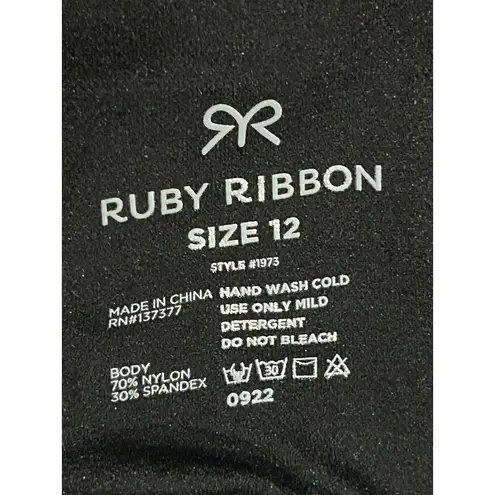 RUBY RIBBON
SIZE 12
STYLE #1973
MADE IN CHINA
RN#137377
HAND WASH COLD
USE ONLY MILD
DETERGENT
DO NOT BLEACH
BODY
70% NYLON
30% SPANDEX
30
0922